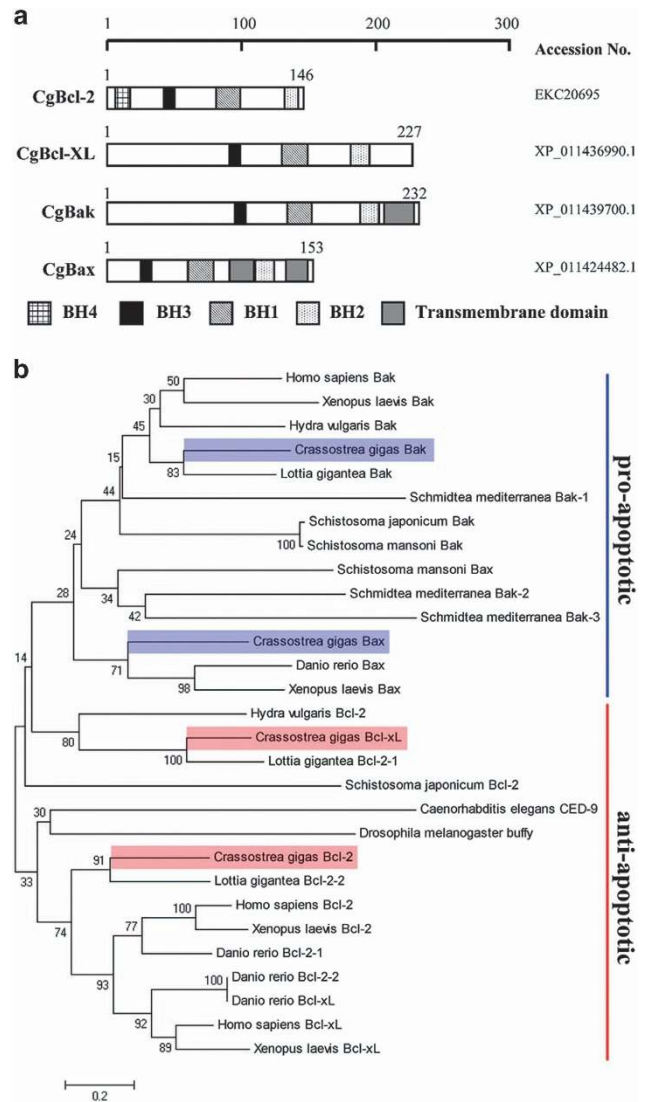 a
1 100 200 300
Accession No.
1 146
CgBcl-2 EKC20695
1 227
CgBcl-XL XP_011436990.1
1 232
CgBak XP_011439700.1
1 153
CgBax XP_011424482.1
BH4 BH3 BH1 BH2 Transmembrane domain
b
50 Homo sapiens Bak
30 Xenopus laevis Bak
45 Hydra vulgaris Bak
Crassostrea gigas Bak
15 83 Lottia gigantea Bak
44 Schmidtea mediterranea Bak-1
Schistosoma japonicum Bak
24 100 Schistosoma mansoni Bak
Schistosoma mansoni Bax
28 34 Schmidtea mediterranea Bak-2
42 Schmidtea mediterranea Bak-3
Crassostrea gigas Bax
14 71 Danio rerio Bax
98 Xenopus laevis Bax
pro-apoptotic
Hydra vulgaris Bcl-2
80 Crassostrea gigas Bcl-xL
100 Lottia gigantea Bcl-2-1
Schistosoma japonicum Bcl-2
30 Caenorhabditis elegans CED-9
Drosophila melanogaster buffy
33 91 Crassostrea gigas Bcl-2
Lottia gigantea Bcl-2-2
74 100 Homo sapiens Bcl-2
77 Xenopus laevis Bcl-2
Danio rerio Bcl-2-1
93 100 Danio rerio Bcl-2-2
Danio rerio Bcl-xL
92 Homo sapiens Bcl-xL
89 Xenopus laevis Bcl-xL
anti-apoptotic
0.2